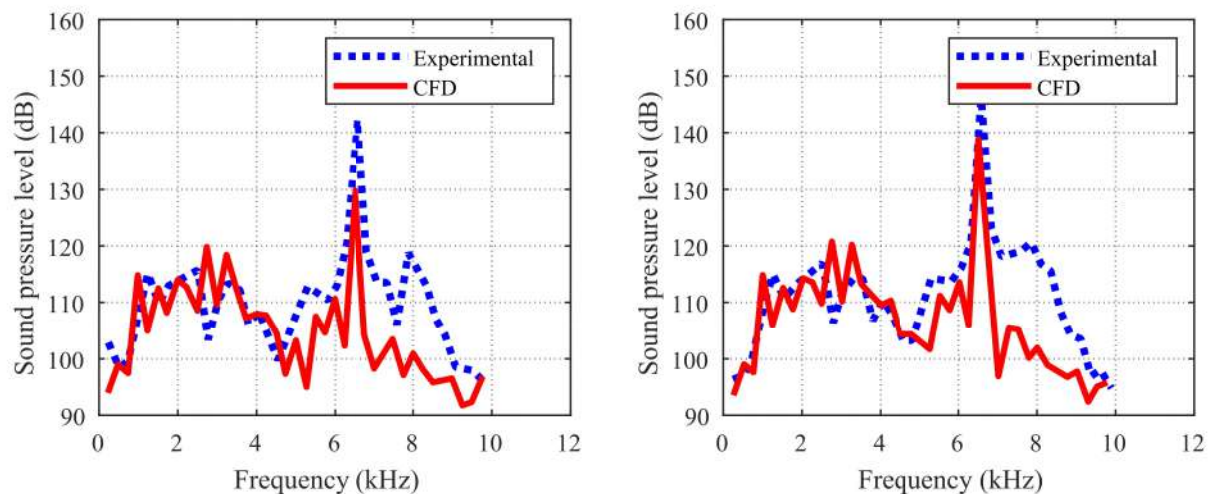 160
150
140
130
120
110
100
90
0 2 4 6 8 10 12
Sound pressure level (dB)
Frequency (kHz)
Experimental
CFD
160
150
140
130
120
110
100
90
0 2 4 6 8 10 12
Sound pressure level (dB)
Frequency (kHz)
Experimental
CFD